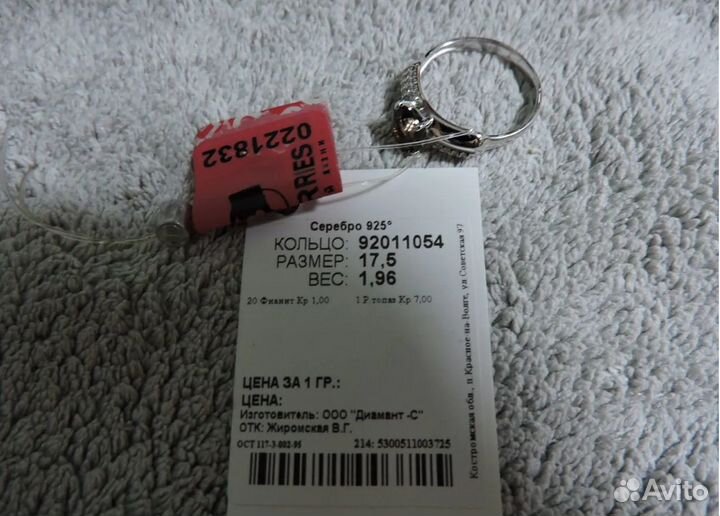 0221832
RRIES
Серебро 925°
КОЛЬЦО: 92011054
РАЗМЕР: 17,5
ВЕС: 1,96
20 Фианит Кр 1,00 1 Р.топаз Кр 7,00
ЦЕНА ЗА 1 ГР.:
ЦЕНА:
Изготовитель: ООО "Диамант -С"
ОТК: Жиромская В.Г.
ОСТ 117-3-002-95 214: 5300511003725
Костромская обл., п Красное-на-Волге, ул Советская 97
Avito